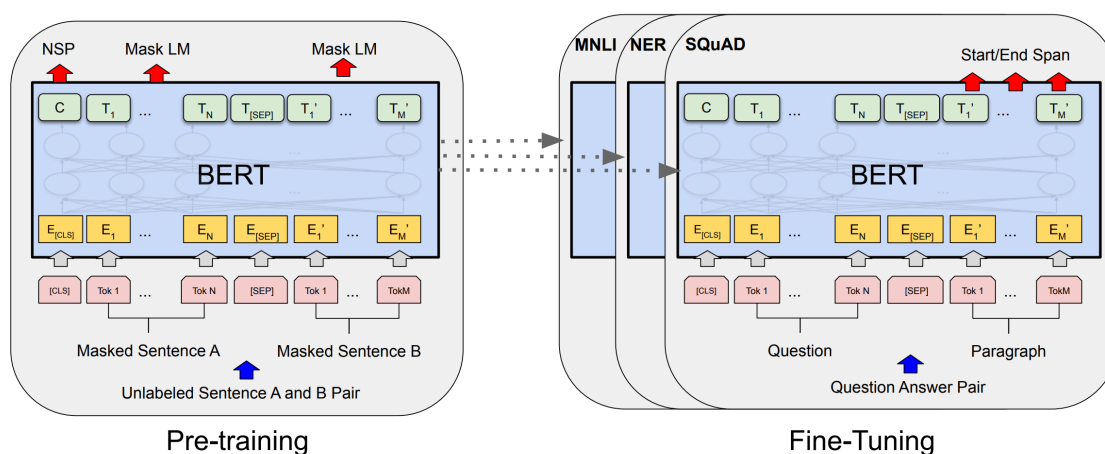 NSP Mask LM Mask LM
C T1 ... TN T[SEP] T1' ... TM'
...
BERT
...
E[CLS] E1 ... EN E[SEP] E1' ... EM'
[CLS] Tok 1 ... Tok N [SEP] Tok 1 ... TokM
Masked Sentence A Masked Sentence B
Unlabeled Sentence A and B Pair
Pre-training
MNLI NER SQuAD
Start/End Span
C T1 ... TN T[SEP] T1' ... TM'
...
BERT
...
E[CLS] E1 ... EN E[SEP] E1' ... EM'
[CLS] Tok 1 ... Tok N [SEP] Tok 1 ... TokM
Question Paragraph
Question Answer Pair
Fine-Tuning